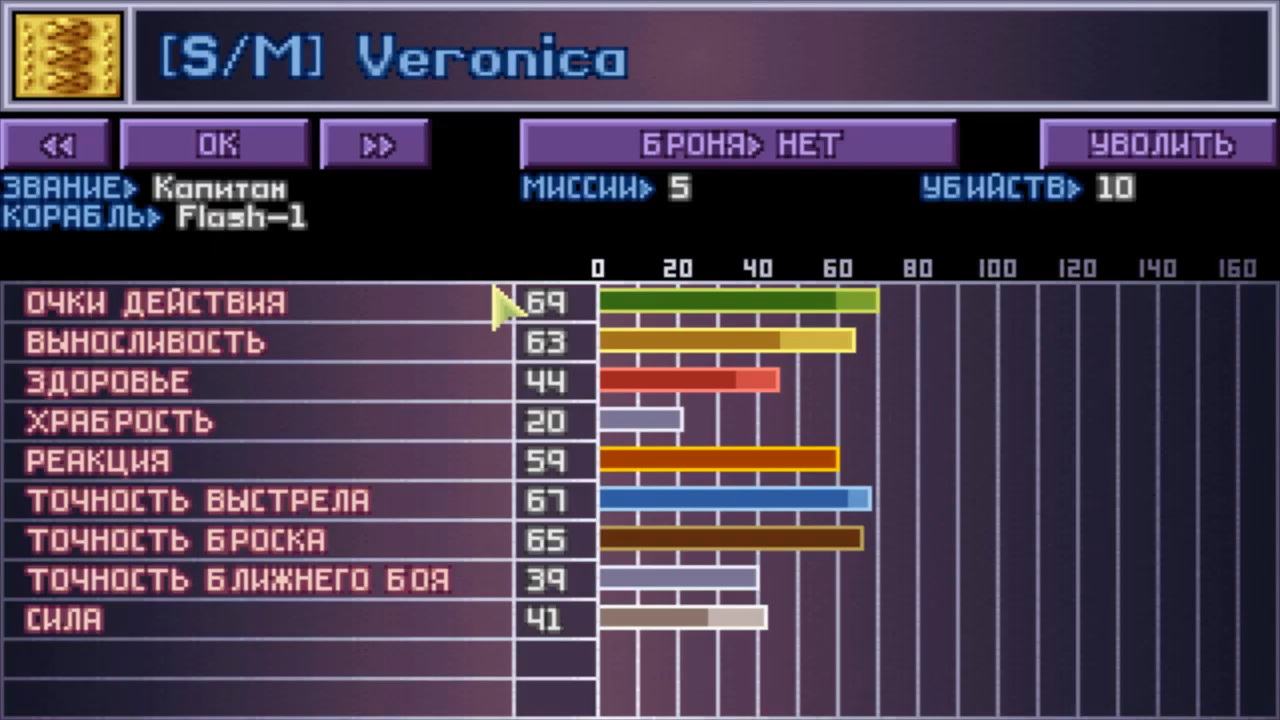 [S/M] Veronica
<< OK >> БРОНЯ> НЕТ УВОЛИТЬ
ЗВАНИЕ> Капитан МИССИИ> 5 УБИЙСТВ> 10
КОРАБЛЬ> Flash-1
0 20 40 60 80 100 120 140 160
ОЧКИ ДЕЙСТВИЯ 69
ВЫНОСЛИВОСТЬ 63
ЗДОРОВЬЕ 44
ХРАБРОСТЬ 20
РЕАКЦИЯ 59
ТОЧНОСТЬ ВЫСТРЕЛА 67
ТОЧНОСТЬ БРОСКА 65
ТОЧНОСТЬ БЛИЖНЕГО БОЯ 39
СИЛА 41